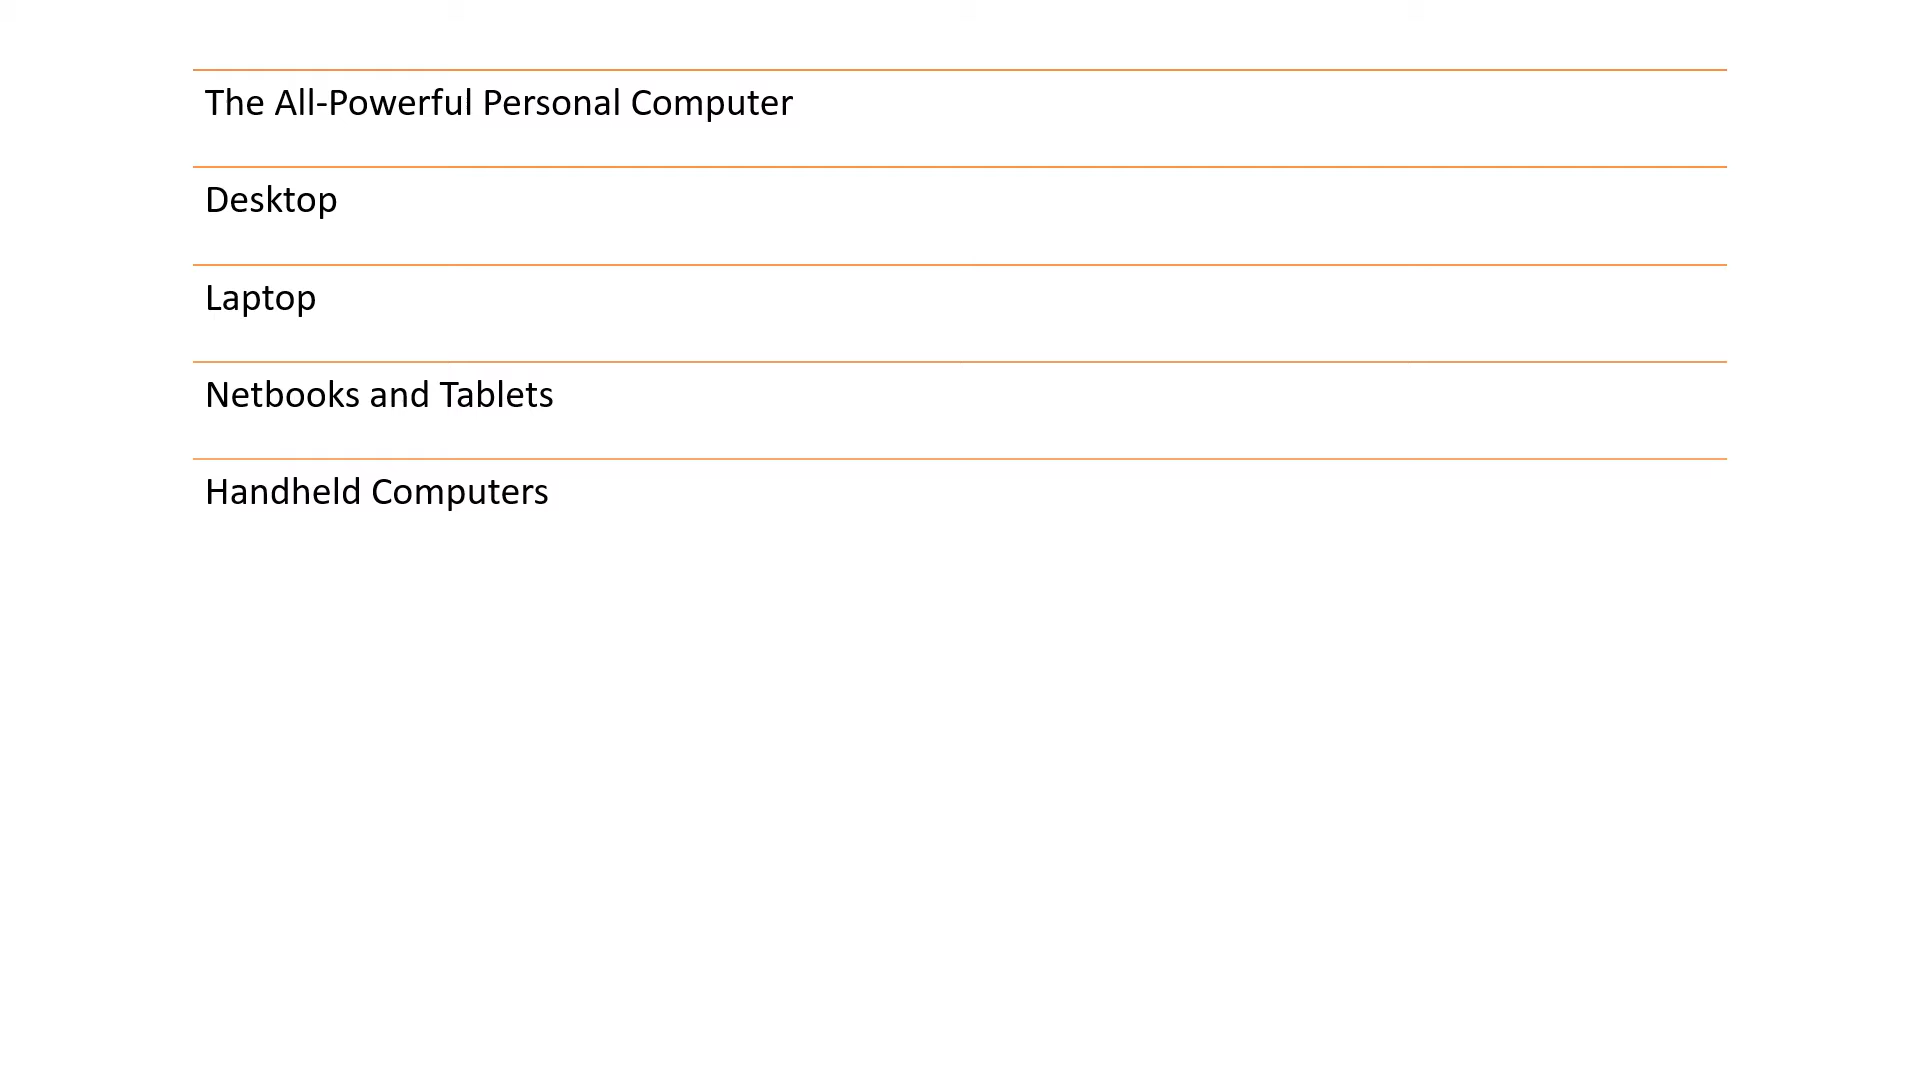 The All-Powerful Personal Computer
Desktop
Laptop
Netbooks and Tablets
Handheld Computers